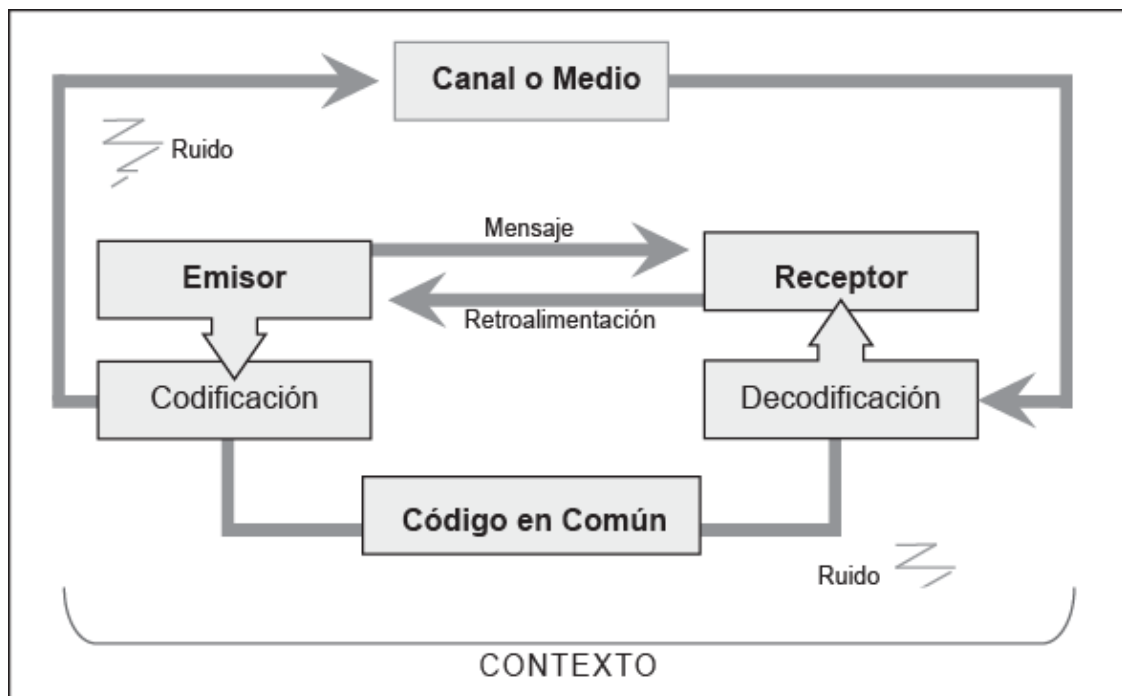 Canal o Medio
Ruido
Mensaje
Emisor
Receptor
Retroalimentación
Codificación
Decodificación
Código en Común
Ruido
CONTEXTO